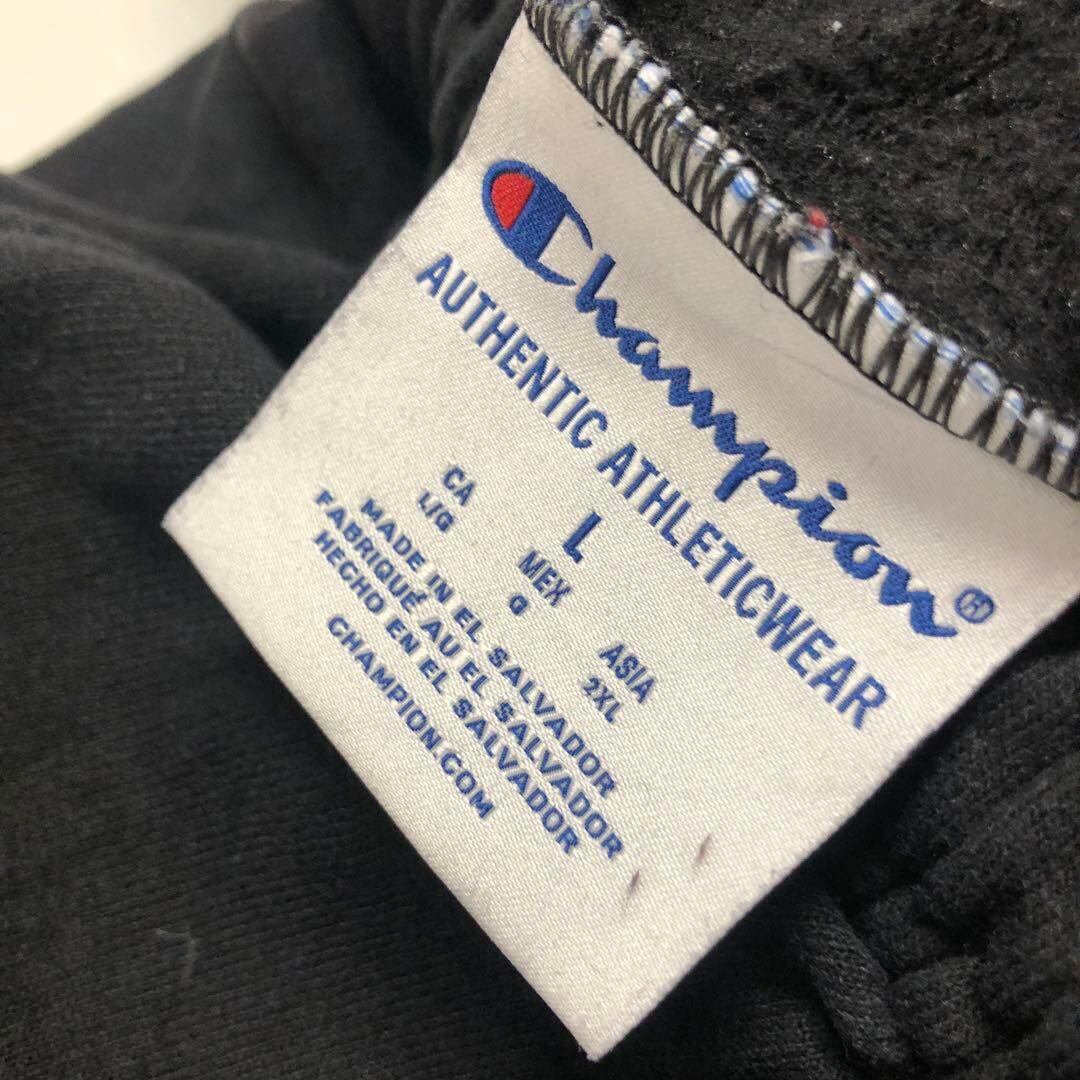 Champion®
AUTHENTIC ATHLETICWEAR
L
CA MEX ASIA
L/G G 2XL
MADE IN EL SALVADOR
FABRIQUÉ AU EL SALVADOR
HECHO EN EL SALVADOR
CHAMPION.COM